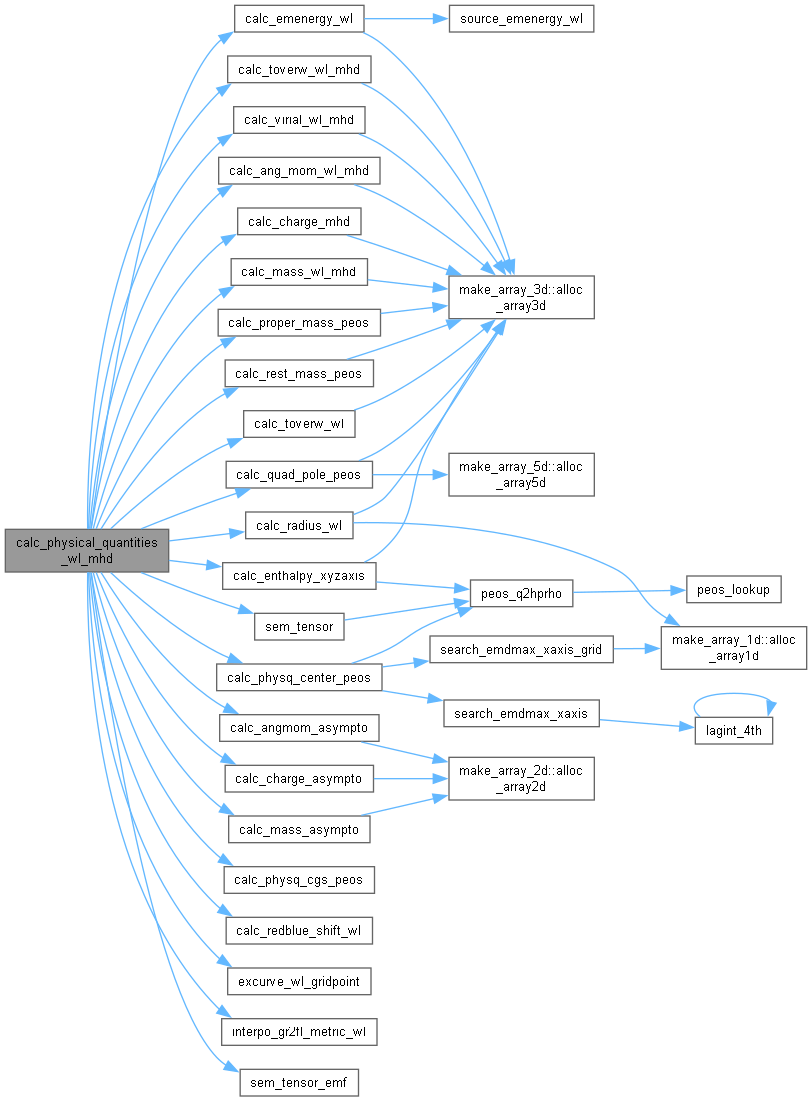 calc_emenergy_wl
source_emenergy_wl
calc_toverw_wl_mhd
calc_virial_wl_mhd
calc_ang_mom_wl_mhd
calc_charge_mhd
calc_mass_wl_mhd
make_array_3d::alloc
_array3d
calc_proper_mass_peos
calc_rest_mass_peos
calc_toverw_wl
calc_quad_pole_peos
make_array_5d::alloc
_array5d
calc_radius_wl
calc_physical_quantities
_wl_mhd
calc_enthalpy_xyzaxis
peos_q2hprho
peos_lookup
sem_tensor
search_emdmax_xaxis_grid
make_array_1d::alloc
_array1d
calc_physq_center_peos
search_emdmax_xaxis
lagint_4th
calc_angmom_asympto
calc_charge_asympto
make_array_2d::alloc
_array2d
calc_mass_asympto
calc_physq_cgs_peos
calc_redblue_shift_wl
excurve_wl_gridpoint
interpo_gr2fl_metric_wl
sem_tensor_emf